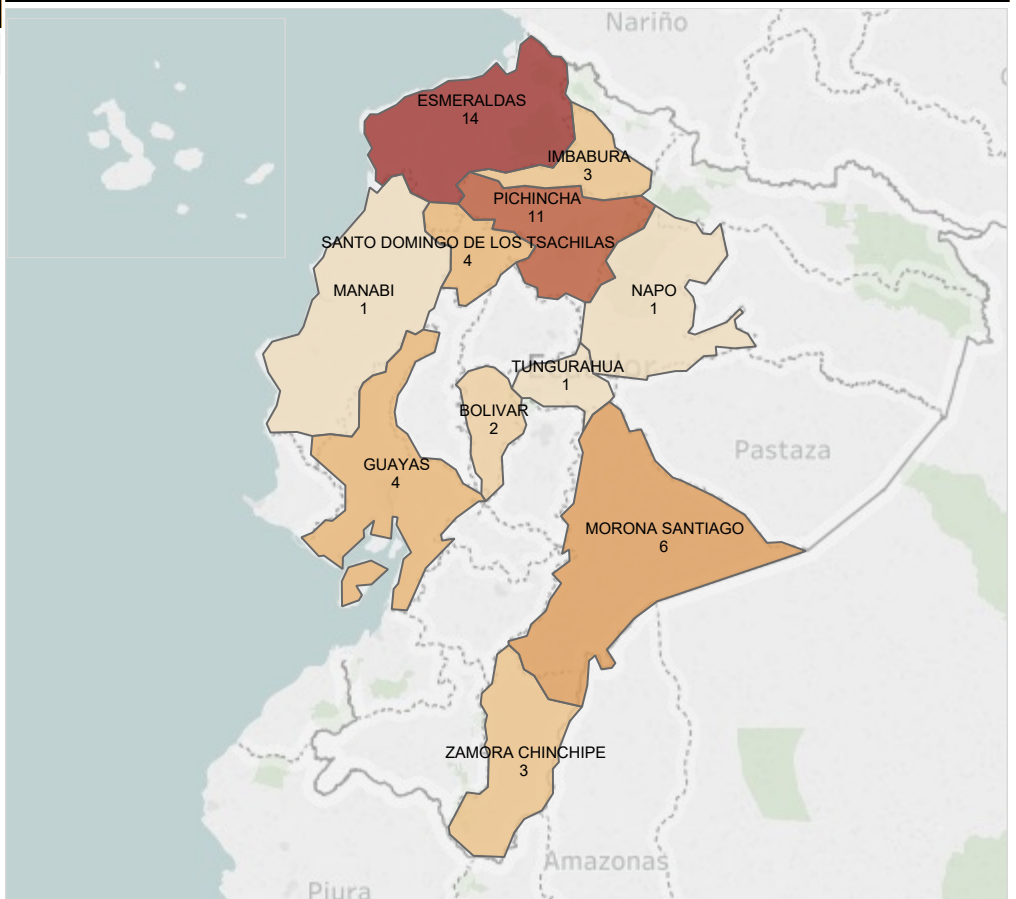 Nariño
ESMERALDAS
14
IMBABURA
3
PICHINCHA
11
SANTO DOMINGO DE LOS TSACHILAS
4
MANABI
1
NAPO
1
TUNGURAHUA
1
Ecuador
BOLIVAR
2
Pastaza
GUAYAS
4
MORONA SANTIAGO
6
ZAMORA CHINCHIPE
3
Amazonas
Piura